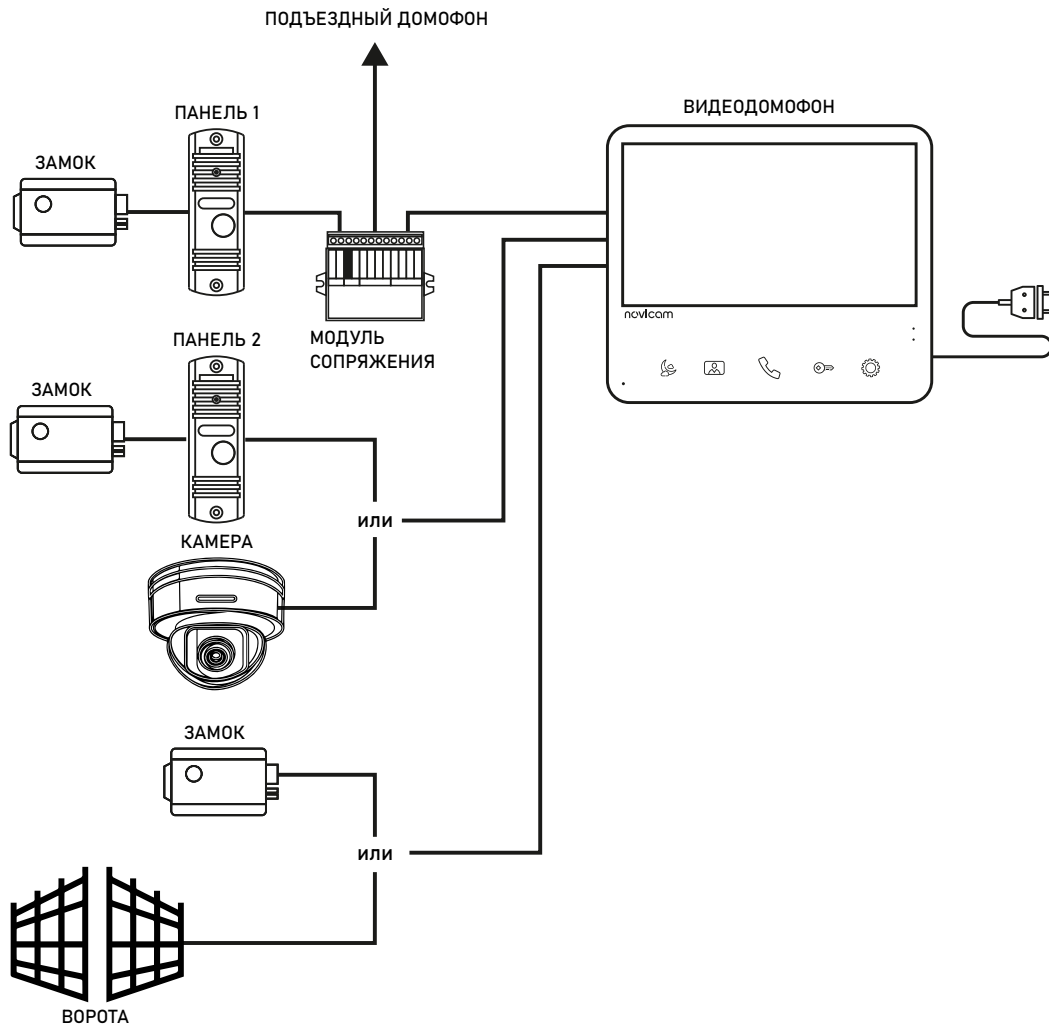 ПОДЪЕЗДНЫЙ ДОМОФОН
ПАНЕЛЬ 1
ВИДЕОДОМОФОН
ЗАМОК
novicam
МОДУЛЬ
СОПРЯЖЕНИЯ
ПАНЕЛЬ 2
ЗАМОК
или
КАМЕРА
ЗАМОК
или
ВОРОТА